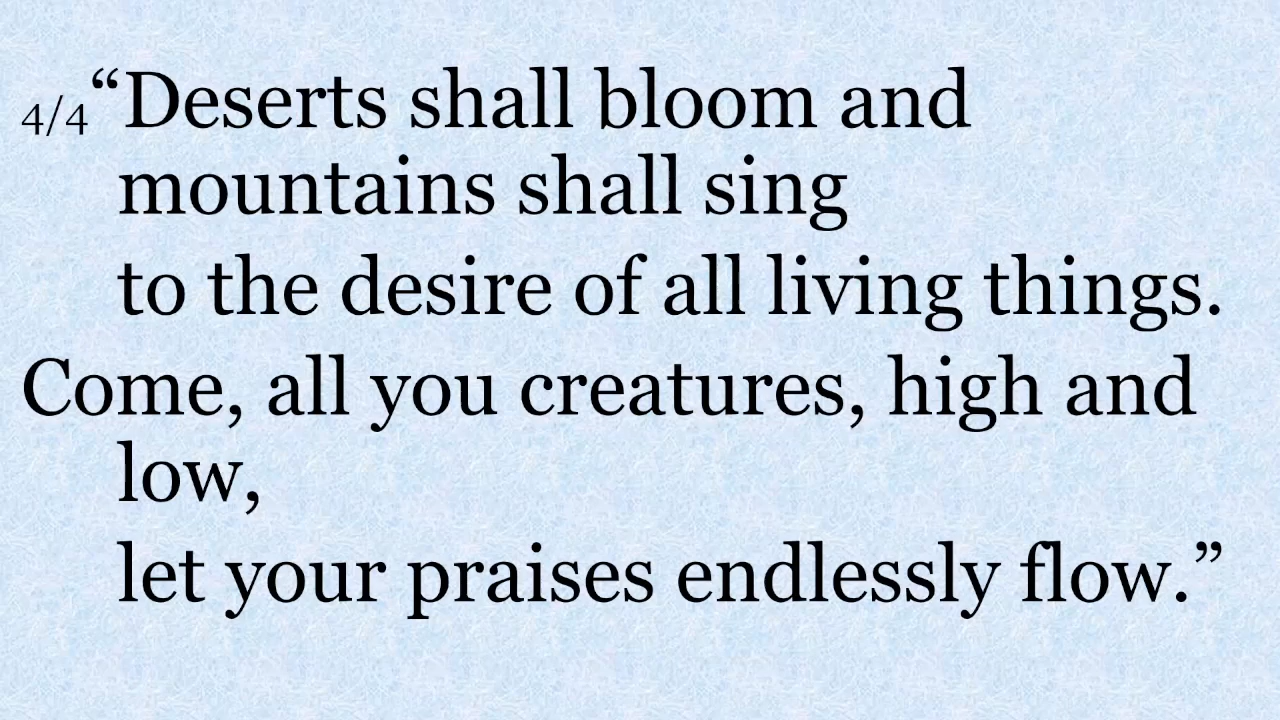 4/4“Deserts shall bloom and
mountains shall sing
to the desire of all living things.
Come, all you creatures, high and
low,
let your praises endlessly flow.”